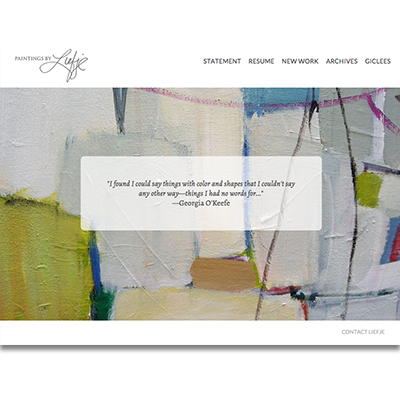 PAINTINGS BY Liefje
STATEMENT RESUME NEW WORK ARCHIVES GICLEES
"I found I could say things with color and shapes that I couldn't say
any other way—things I had no words for..."
—Georgia O'Keefe
CONTACT LIEFJE